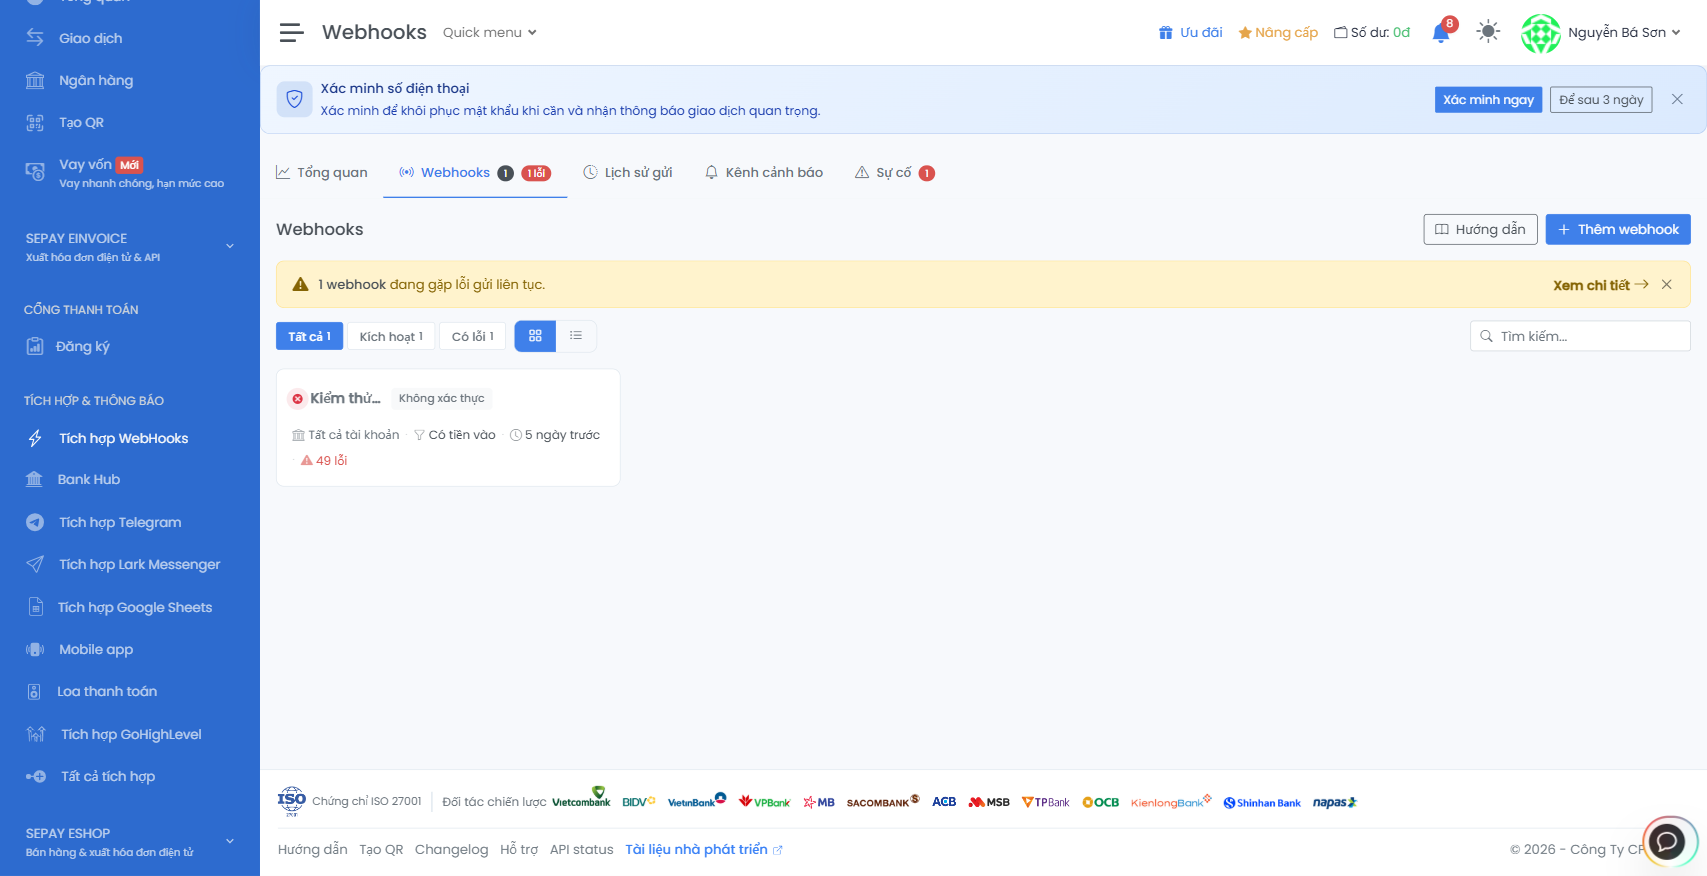 Tổng quan
Giao dịch
Ngân hàng
Tạo QR
Vay vốn Mới
Vay nhanh chóng, hạn mức cao
SEPAY EINVOICE
Xuất hóa đơn điện tử & API
CỔNG THANH TOÁN
Đăng ký
TÍCH HỢP & THÔNG BÁO
Tích hợp WebHooks
Bank Hub
Tích hợp Telegram
Tích hợp Lark Messenger
Tích hợp Google Sheets
Mobile app
Loa thanh toán
Tích hợp GoHighLevel
Tất cả tích hợp
SEPAY ESHOP
Bán hàng & xuất hóa đơn điện tử
Webhooks Quick menu Ưu đãi Nâng cấp Số dư: 0đ 8 Nguyễn Bá Sơn
Xác minh số điện thoại
Xác minh để khôi phục mật khẩu khi cần và nhận thông báo giao dịch quan trọng.
Xác minh ngay Để sau 3 ngày
Tổng quan Webhooks 1 1 lỗi Lịch sử gửi Kênh cảnh báo Sự cố 1
Webhooks Hướng dẫn Thêm webhook
1 webhook đang gặp lỗi gửi liên tục. Xem chi tiết
Tất cả 1 Kích hoạt 1 Có lỗi 1 Tìm kiếm...
Kiểm thử... Không xác thực
Tất cả tài khoản Có tiền vào 5 ngày trước
49 lỗi
ISO 27001 Chứng chỉ ISO 27001 Đối tác chiến lược Vietcombank BIDV VietinBank VPBank MB SACOMBANK ACB MSB TPBank OCB KienlongBank Shinhan Bank napas
Hướng dẫn Tạo QR Changelog Hỗ trợ API status Tài liệu nhà phát triển © 2026 - Công Ty CP